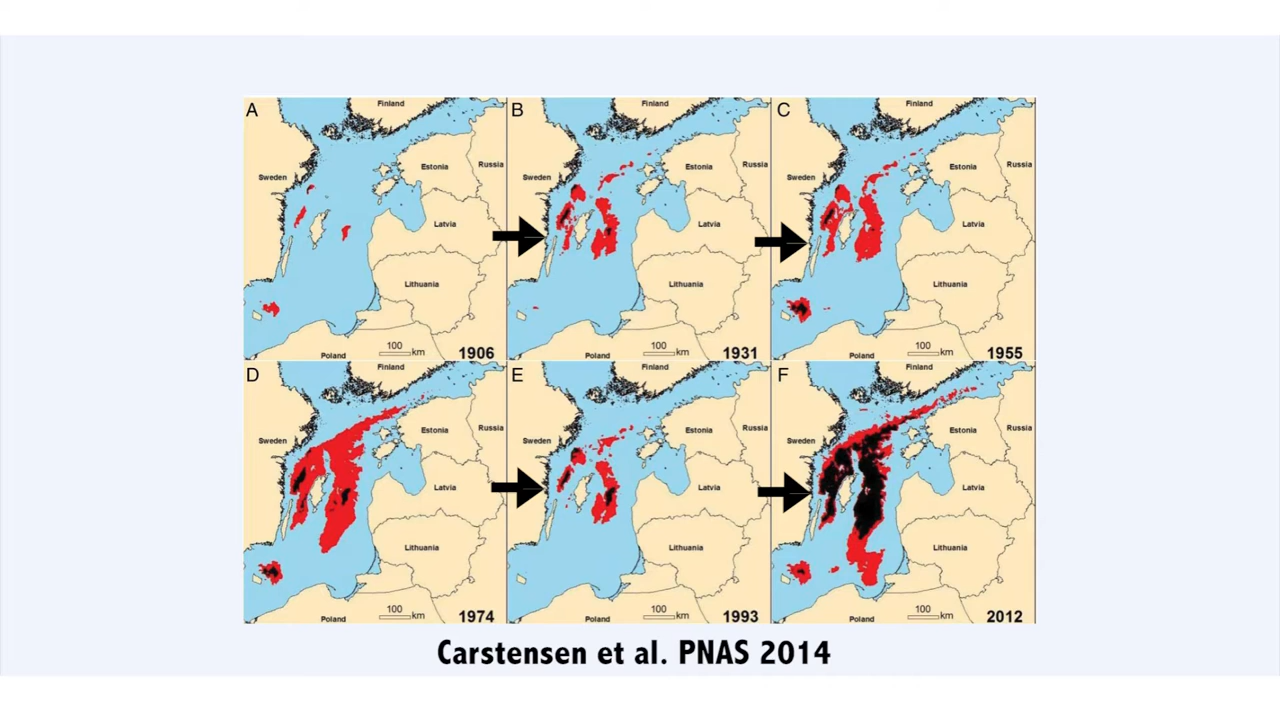 A
Finland
Sweden
Estonia
Russia
Latvia
Lithuania
Poland
100
km
1906
B
Finland
Sweden
Estonia
Russia
Latvia
Lithuania
Poland
100
km
1931
C
Finland
Sweden
Estonia
Russia
Latvia
Lithuania
Poland
100
km
1955
D
Finland
Sweden
Estonia
Russia
Latvia
Lithuania
Poland
100
km
1974
E
Finland
Sweden
Estonia
Russia
Latvia
Lithuania
Poland
100
km
1993
F
Finland
Sweden
Estonia
Russia
Latvia
Lithuania
Poland
100
km
2012
Carstensen et al. PNAS 2014